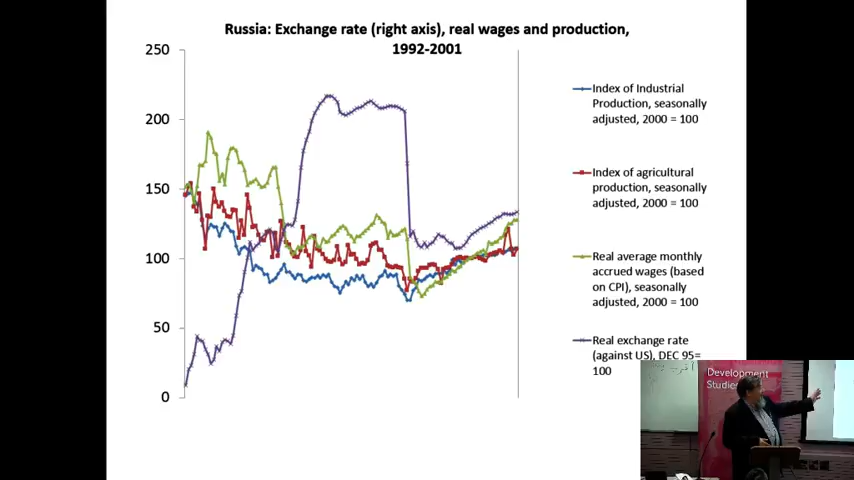 Russia: Exchange rate (right axis), real wages and production,
1992-2001
250
200
150
100
50
0
Index of Industrial
Production, seasonally
adjusted, 2000 = 100
Index of agricultural
production, seasonally
adjusted, 2000 = 100
Real average monthly
accrued wages (based
on CPI), seasonally
adjusted, 2000 = 100
Real exchange rate
(against US), DEC 95=
100
Development
Studies